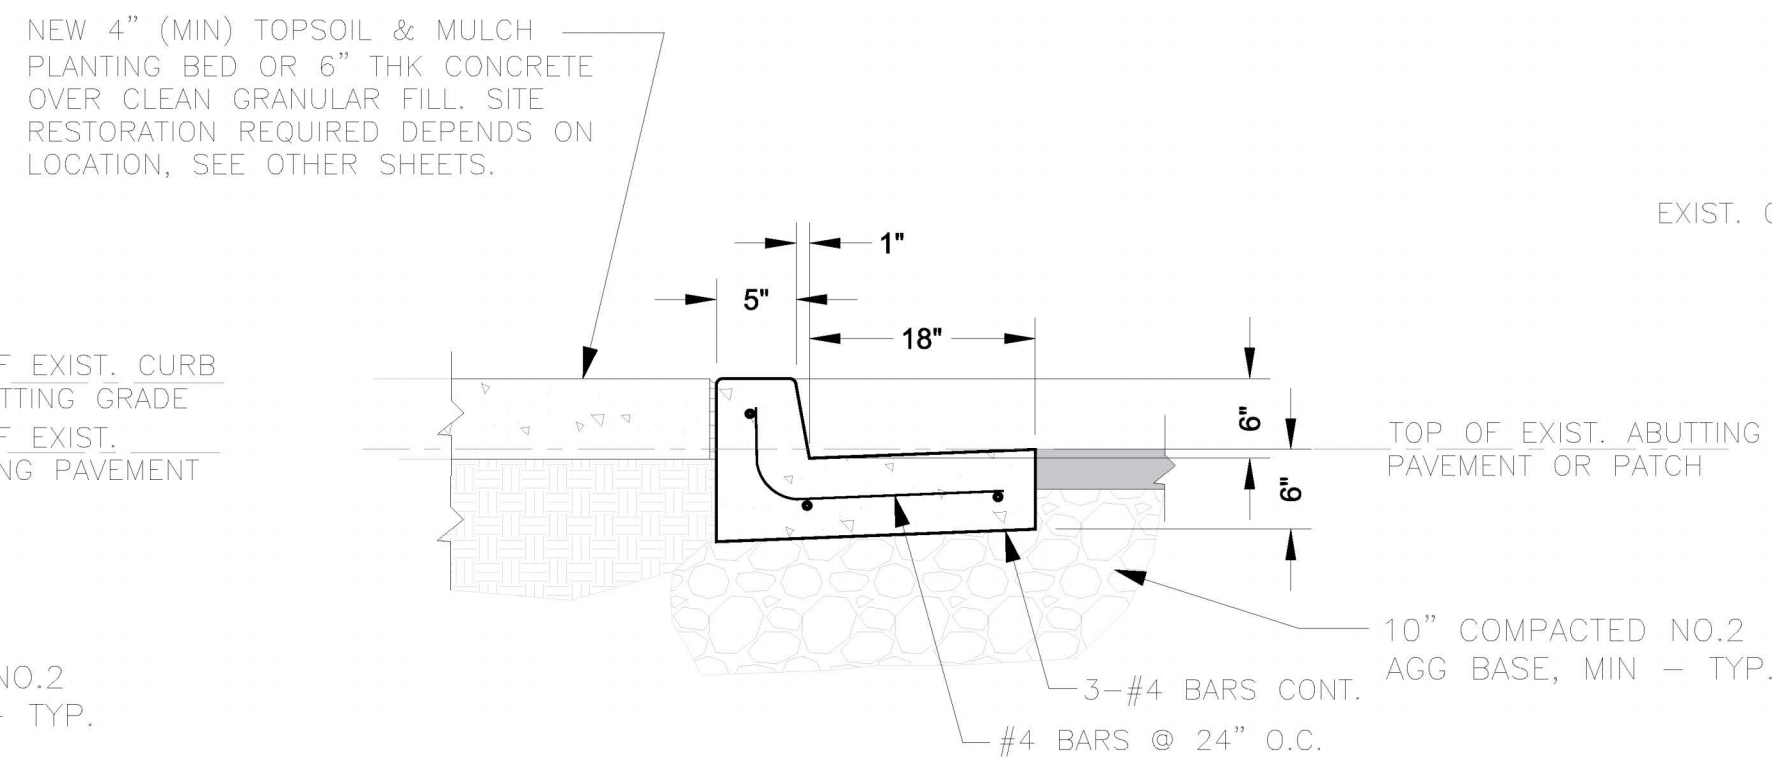 NEW 4” (MIN) TOPSOIL & MULCH
PLANTING BED OR 6” THK CONCRETE
OVER CLEAN GRANULAR FILL. SITE
RESTORATION REQUIRED DEPENDS ON
LOCATION, SEE OTHER SHEETS.
EXIST.
1"
5"
18"
EXIST. CURB
GRADE
EXIST.
PAVEMENT
6"
6"
TOP OF EXIST. ABUTTING
PAVEMENT OR PATCH
10” COMPACTED NO.2
AGG BASE, MIN – TYP.
NO.2
– TYP.
3–#4 BARS CONT.
#4 BARS @ 24” O.C.